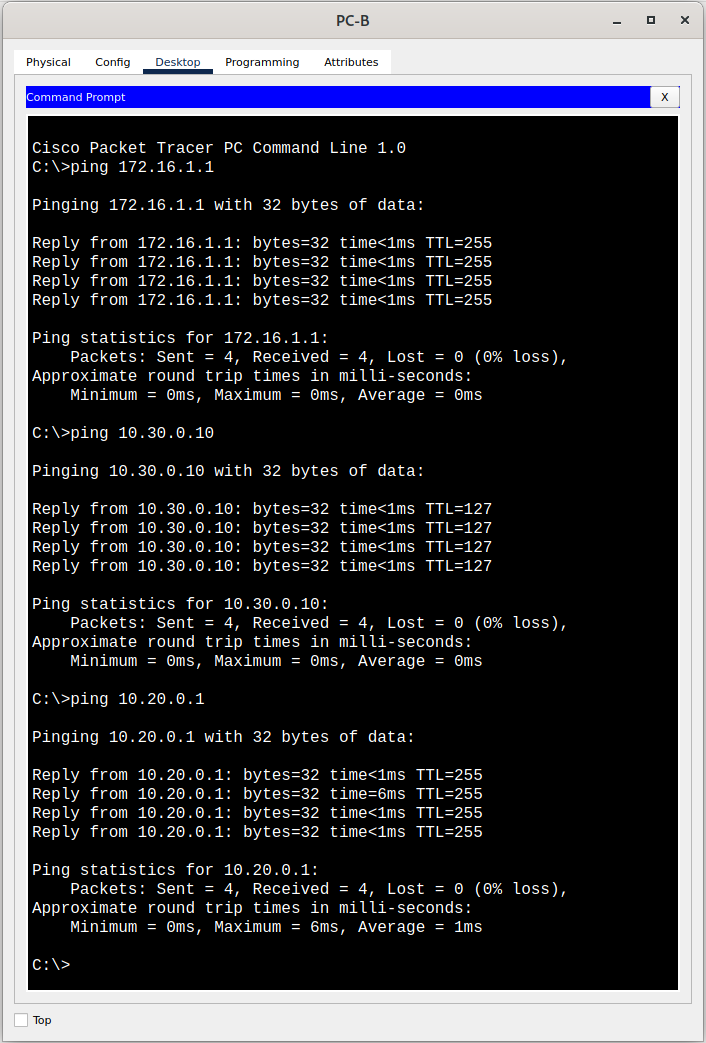 PC-B
Physical Config Desktop Programming Attributes
Command Prompt X
Cisco Packet Tracer PC Command Line 1.0
C:\>ping 172.16.1.1
Pinging 172.16.1.1 with 32 bytes of data:
Reply from 172.16.1.1: bytes=32 time<1ms TTL=255
Reply from 172.16.1.1: bytes=32 time<1ms TTL=255
Reply from 172.16.1.1: bytes=32 time<1ms TTL=255
Reply from 172.16.1.1: bytes=32 time<1ms TTL=255
Ping statistics for 172.16.1.1:
    Packets: Sent = 4, Received = 4, Lost = 0 (0% loss),
Approximate round trip times in milli-seconds:
    Minimum = 0ms, Maximum = 0ms, Average = 0ms
C:\>ping 10.30.0.10
Pinging 10.30.0.10 with 32 bytes of data:
Reply from 10.30.0.10: bytes=32 time<1ms TTL=127
Reply from 10.30.0.10: bytes=32 time<1ms TTL=127
Reply from 10.30.0.10: bytes=32 time<1ms TTL=127
Reply from 10.30.0.10: bytes=32 time<1ms TTL=127
Ping statistics for 10.30.0.10:
    Packets: Sent = 4, Received = 4, Lost = 0 (0% loss),
Approximate round trip times in milli-seconds:
    Minimum = 0ms, Maximum = 0ms, Average = 0ms
C:\>ping 10.20.0.1
Pinging 10.20.0.1 with 32 bytes of data:
Reply from 10.20.0.1: bytes=32 time<1ms TTL=255
Reply from 10.20.0.1: bytes=32 time=6ms TTL=255
Reply from 10.20.0.1: bytes=32 time<1ms TTL=255
Reply from 10.20.0.1: bytes=32 time<1ms TTL=255
Ping statistics for 10.20.0.1:
    Packets: Sent = 4, Received = 4, Lost = 0 (0% loss),
Approximate round trip times in milli-seconds:
    Minimum = 0ms, Maximum = 6ms, Average = 1ms
C:\>
Top